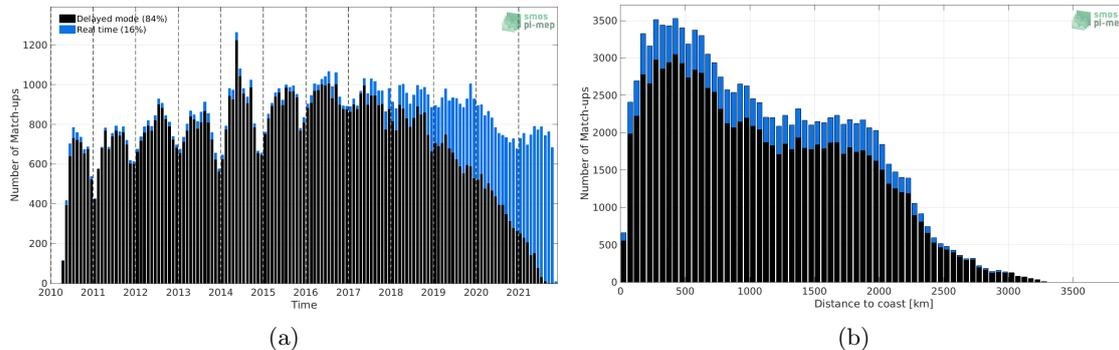 Delayed mode (84%)
Real time (16%)
smos
pi-mep
Number of Match-ups
1200
1000
800
600
400
200
0
2010 2011 2012 2013 2014 2015 2016 2017 2018 2019 2020 2021
Time
(a)
smos
pi-mep
Number of Match-ups
3500
3000
2500
2000
1500
1000
500
0
0 500 1000 1500 2000 2500 3000 3500
Distance to coast [km]
(b)